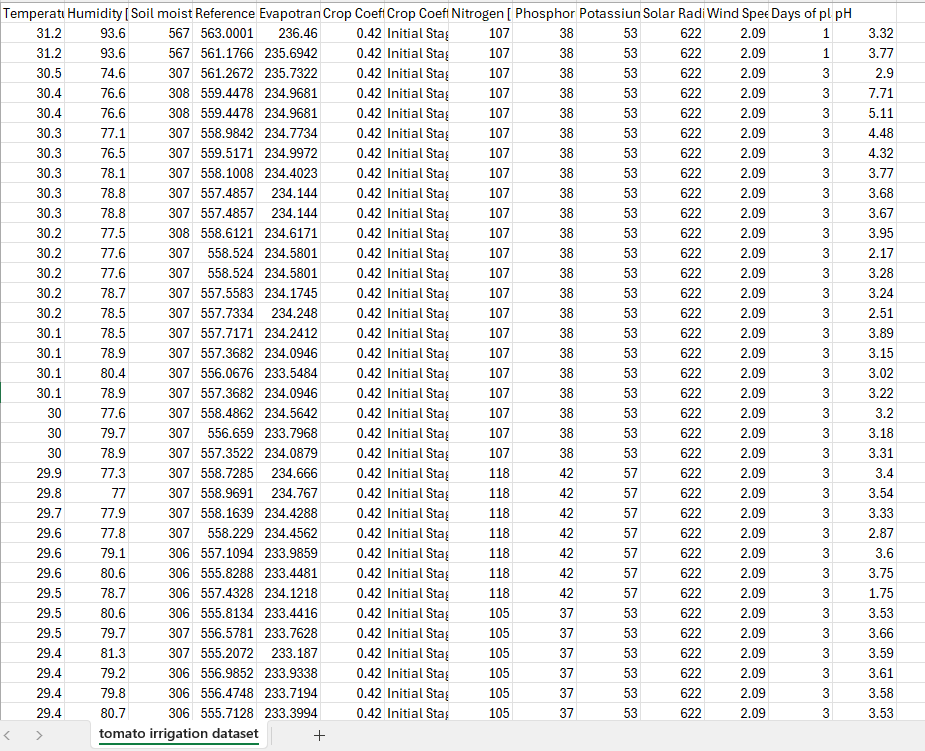 Temperatu Humidity [ Soil moist Reference Evapotran Crop Coeff Crop Coeff Nitrogen [ Phosphor Potassium Solar Radi Wind Spee Days of pl pH
31.2 93.6 567 563.0001 236.46 0.42 Initial Stag 107 38 53 622 2.09 1 3.32
31.2 93.6 567 561.1766 235.6942 0.42 Initial Stag 107 38 53 622 2.09 1 3.77
30.5 74.6 307 561.2672 235.7322 0.42 Initial Stag 107 38 53 622 2.09 3 2.9
30.4 76.6 308 559.4478 234.9681 0.42 Initial Stag 107 38 53 622 2.09 3 7.71
30.4 76.6 308 559.4478 234.9681 0.42 Initial Stag 107 38 53 622 2.09 3 5.11
30.3 77.1 307 558.9842 234.7734 0.42 Initial Stag 107 38 53 622 2.09 3 4.48
30.3 76.5 307 559.5171 234.9972 0.42 Initial Stag 107 38 53 622 2.09 3 4.32
30.3 78.1 307 558.1008 234.4023 0.42 Initial Stag 107 38 53 622 2.09 3 3.77
30.3 78.8 307 557.4857 234.144 0.42 Initial Stag 107 38 53 622 2.09 3 3.68
30.3 78.8 307 557.4857 234.144 0.42 Initial Stag 107 38 53 622 2.09 3 3.67
30.2 77.5 308 558.6121 234.6171 0.42 Initial Stag 107 38 53 622 2.09 3 3.95
30.2 77.6 307 558.524 234.5801 0.42 Initial Stag 107 38 53 622 2.09 3 2.17
30.2 77.6 307 558.524 234.5801 0.42 Initial Stag 107 38 53 622 2.09 3 3.28
30.2 78.7 307 557.5583 234.1745 0.42 Initial Stag 107 38 53 622 2.09 3 3.24
30.2 78.5 307 557.7334 234.248 0.42 Initial Stag 107 38 53 622 2.09 3 2.51
30.1 78.5 307 557.7171 234.2412 0.42 Initial Stag 107 38 53 622 2.09 3 3.89
30.1 78.9 307 557.3682 234.0946 0.42 Initial Stag 107 38 53 622 2.09 3 3.15
30.1 80.4 307 556.0676 233.5484 0.42 Initial Stag 107 38 53 622 2.09 3 3.02
30.1 78.9 307 557.3682 234.0946 0.42 Initial Stag 107 38 53 622 2.09 3 3.22
30 77.6 307 558.4862 234.5642 0.42 Initial Stag 107 38 53 622 2.09 3 3.2
30 79.7 307 556.659 233.7968 0.42 Initial Stag 107 38 53 622 2.09 3 3.18
30 78.9 307 557.3522 234.0879 0.42 Initial Stag 107 38 53 622 2.09 3 3.31
29.9 77.3 307 558.7285 234.666 0.42 Initial Stag 118 42 57 622 2.09 3 3.4
29.8 77 307 558.9691 234.767 0.42 Initial Stag 118 42 57 622 2.09 3 3.54
29.7 77.9 307 558.1639 234.4288 0.42 Initial Stag 118 42 57 622 2.09 3 3.33
29.6 77.8 307 558.229 234.4562 0.42 Initial Stag 118 42 57 622 2.09 3 2.87
29.6 79.1 306 557.1094 233.9859 0.42 Initial Stag 118 42 57 622 2.09 3 3.6
29.6 80.6 306 555.8288 233.4481 0.42 Initial Stag 118 42 57 622 2.09 3 3.75
29.5 78.7 306 557.4328 234.1218 0.42 Initial Stag 118 42 57 622 2.09 3 1.75
29.5 80.6 306 555.8134 233.4416 0.42 Initial Stag 105 37 53 622 2.09 3 3.53
29.5 79.7 307 556.5781 233.7628 0.42 Initial Stag 105 37 53 622 2.09 3 3.66
29.4 81.3 307 555.2072 233.187 0.42 Initial Stag 105 37 53 622 2.09 3 3.59
29.4 79.2 306 556.9852 233.9338 0.42 Initial Stag 105 37 53 622 2.09 3 3.61
29.4 79.8 306 556.4748 233.7194 0.42 Initial Stag 105 37 53 622 2.09 3 3.58
29.4 80.7 306 555.7128 233.3994 0.42 Initial Stag 105 37 53 622 2.09 3 3.53
tomato irrigation dataset